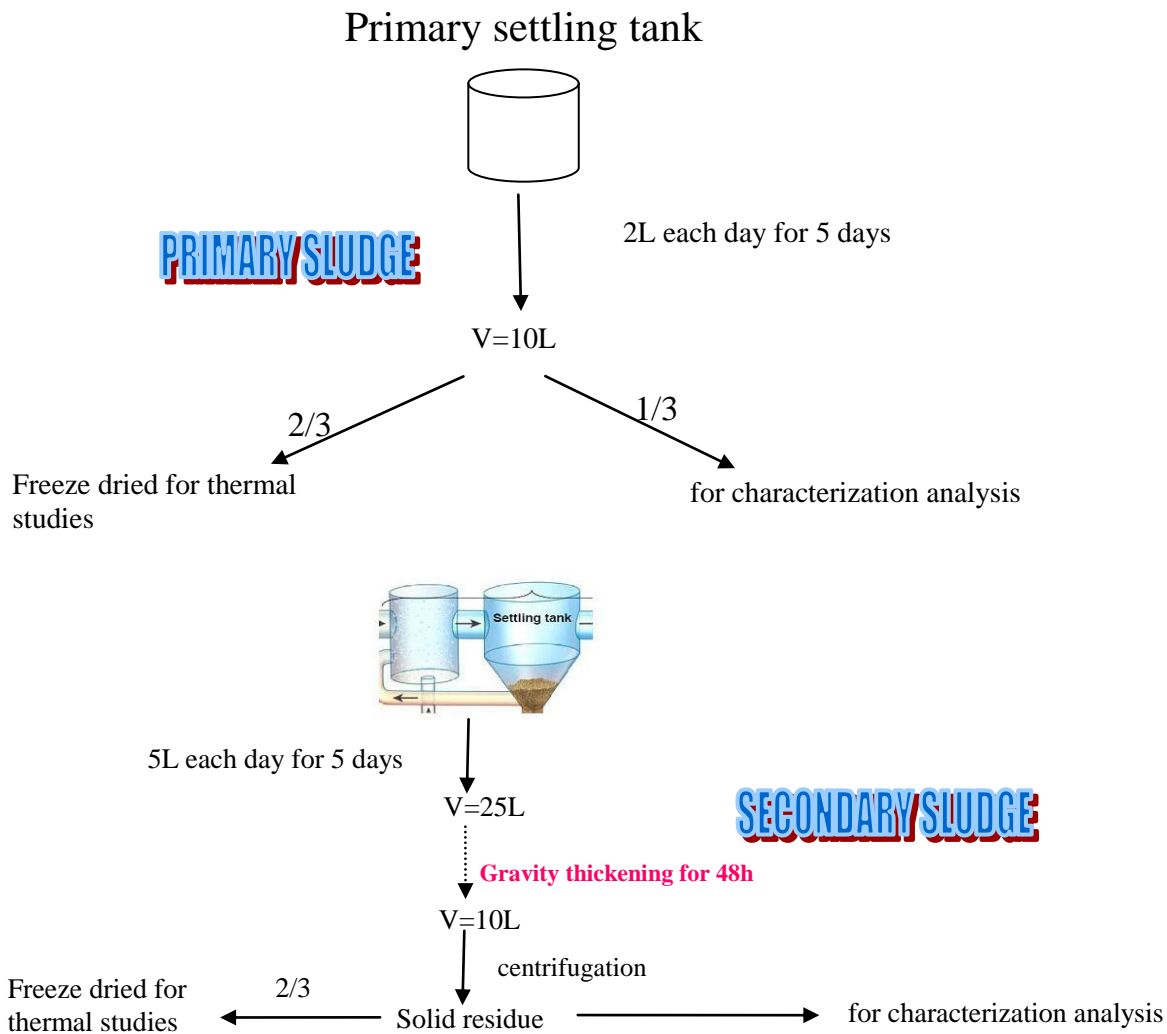 Primary settling tank
2L each day for 5 days
PRIMARY SLUDGE
V=10L
2/3
1/3
Freeze dried for thermal
studies
for characterization analysis
Settling tank
5L each day for 5 days
V=25L
SECONDARY SLUDGE
Gravity thickening for 48h
V=10L
centrifugation
Freeze dried for
thermal studies
2/3
Solid residue
for characterization analysis